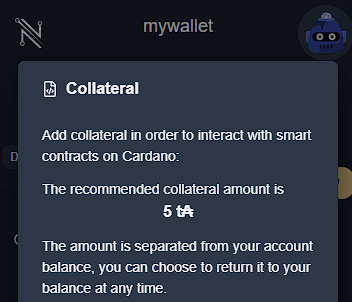 mywallet
Collateral
Add collateral in order to interact with smart
contracts on Cardano:
The recommended collateral amount is
5 t₳
The amount is separated from your account
balance, you can choose to return it to your
balance at any time.